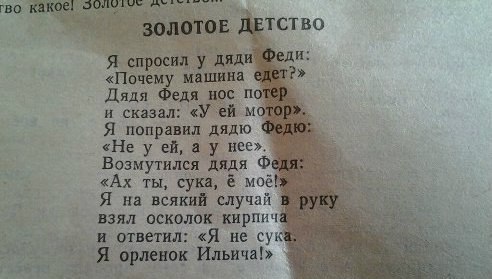 тво какое! Золотое детство...
ЗОЛОТОЕ ДЕТСТВО
Я спросил у дяди Феди:
«Почему машина едет?»
Дядя Федя нос потер
и сказал: «У ей мотор».
Я поправил дядю Федю:
«Не у ей, а у нее».
Возмутился дядя Федя:
«Ах ты, сука, ё моё!»
Я на всякий случай в руку
взял осколок кирпича
и ответил: «Я не сука.
Я орленок Ильича!»